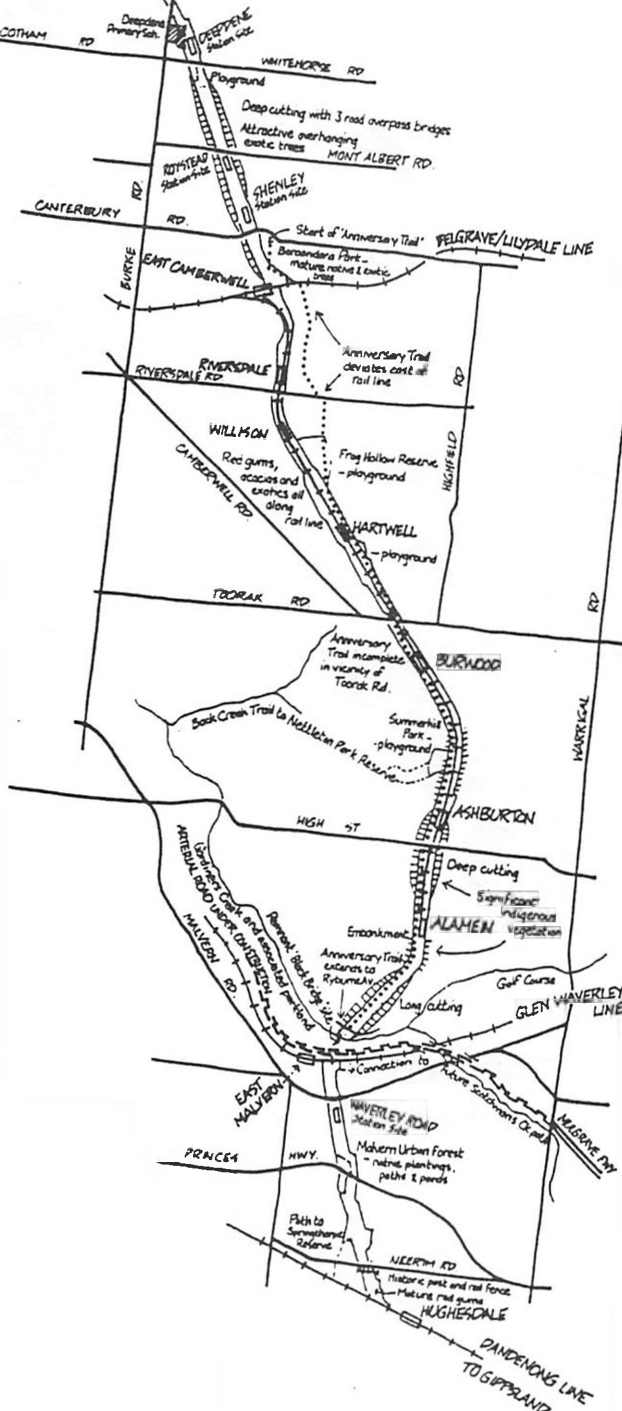 Deepdene
Primary Sch.
DEEPDENE
Station Site
COTHAM RD
WHITEHORSE RD
Playground
Deep cutting with 3 road overpass bridges
Attractive overhanging
exotic trees
MONT ALBERT RD.
ROYSTEAD
Station Site
SHENLEY
Station Site
BURKE RD.
CANTERBURY RD.
Start of 'Anniversary Trail'
BELGRAVE/LILYDALE LINE
Boroondara Park -
mature native & exotic
trees
EAST CAMBERWELL
Anniversary Trail
deviates east of
rail line
RIVERSDALE
RIVERSDALE RD
HIGHFIELD RD
WILLISON
CAMBERWELL RD
Red gums,
acacias and
exotics all
along
rail line
Frog Hollow Reserve
- playground
HARTWELL
- playground
TOORAK RD
WARRIGAL RD
Anniversary
Trail incomplete
in vicinity of
Toorak Rd.
BURWOOD
Back Creek Trail to Nettleton Park Reserve
Summerhill
Park -
- playground
ASHBURTON
HIGH ST
Deep cutting
Significant
indigenous
vegetation
ALAMEIN
Embankment
Anniversary Trail
extends to
Ryburne Av.
Long cutting
Golf Course
GLEN WAVERLEY
LINE
Gardiners Creek and associated parkland
ARTERIAL ROAD UNDER CONSTRUCTION
MALVERN RD.
Remnant 'Black Bridge' site
EAST
MALVERN
Connection to future Scotchmans Ck path
MULGRAVE FWY
WAVERLEY ROAD
Station Site
Malvern Urban Forest
- native plantings,
paths & ponds
PRINCES HWY.
Path to
Springthorpe
Reserve
NEERIM RD
Historic post and rail fence
Mature red gums
HUGHESDALE
DANDENONG LINE
TO GIPPSLAND